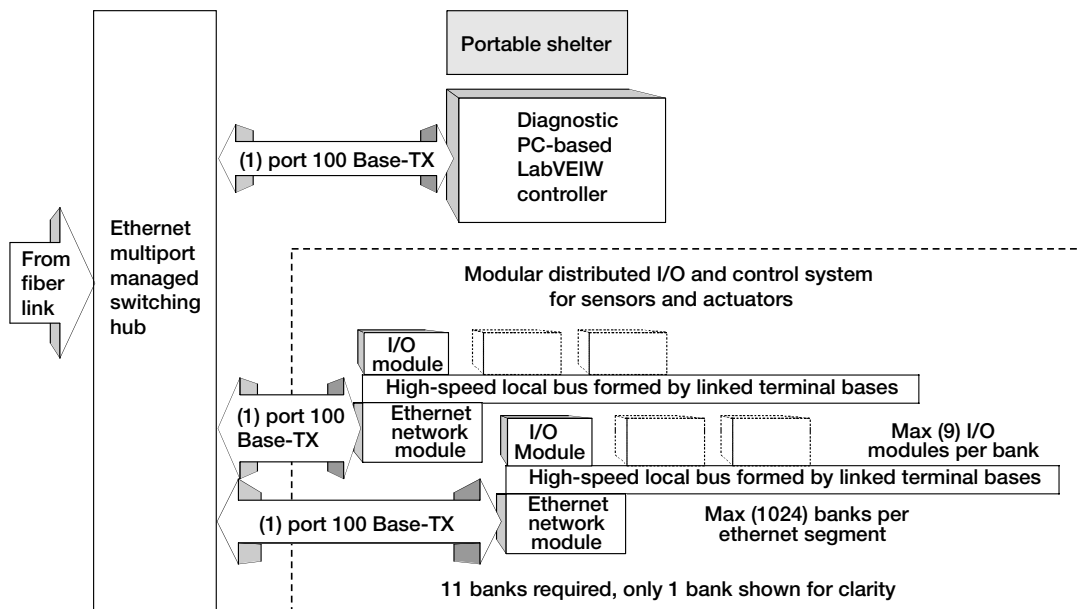 Portable shelter
Diagnostic
PC-based
LabVEIW
controller
(1) port 100 Base-TX
Ethernet
multiport
managed
switching
hub
From
fiber
link
Modular distributed I/O and control system
for sensors and actuators
I/O
module
High-speed local bus formed by linked terminal bases
(1) port 100
Base-TX
Ethernet
network
module
I/O
Module
Max (9) I/O
modules per bank
High-speed local bus formed by linked terminal bases
(1) port 100 Base-TX
Ethernet
network
module
Max (1024) banks per
ethernet segment
11 banks required, only 1 bank shown for clarity